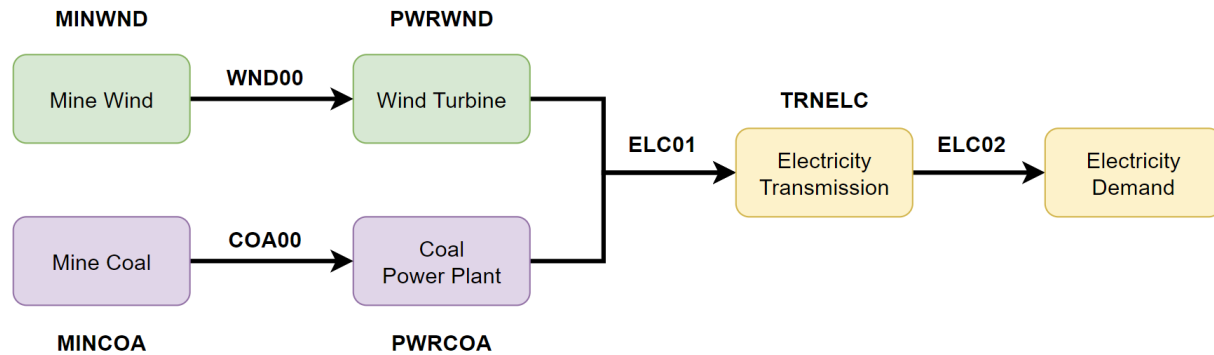 MINWND
PWRWND
Mine Wind
WND00
Wind Turbine
TRNELC
ELC01
Electricity
Transmission
ELC02
Electricity
Demand
Mine Coal
COA00
Coal
Power Plant
MINCOA
PWRCOA